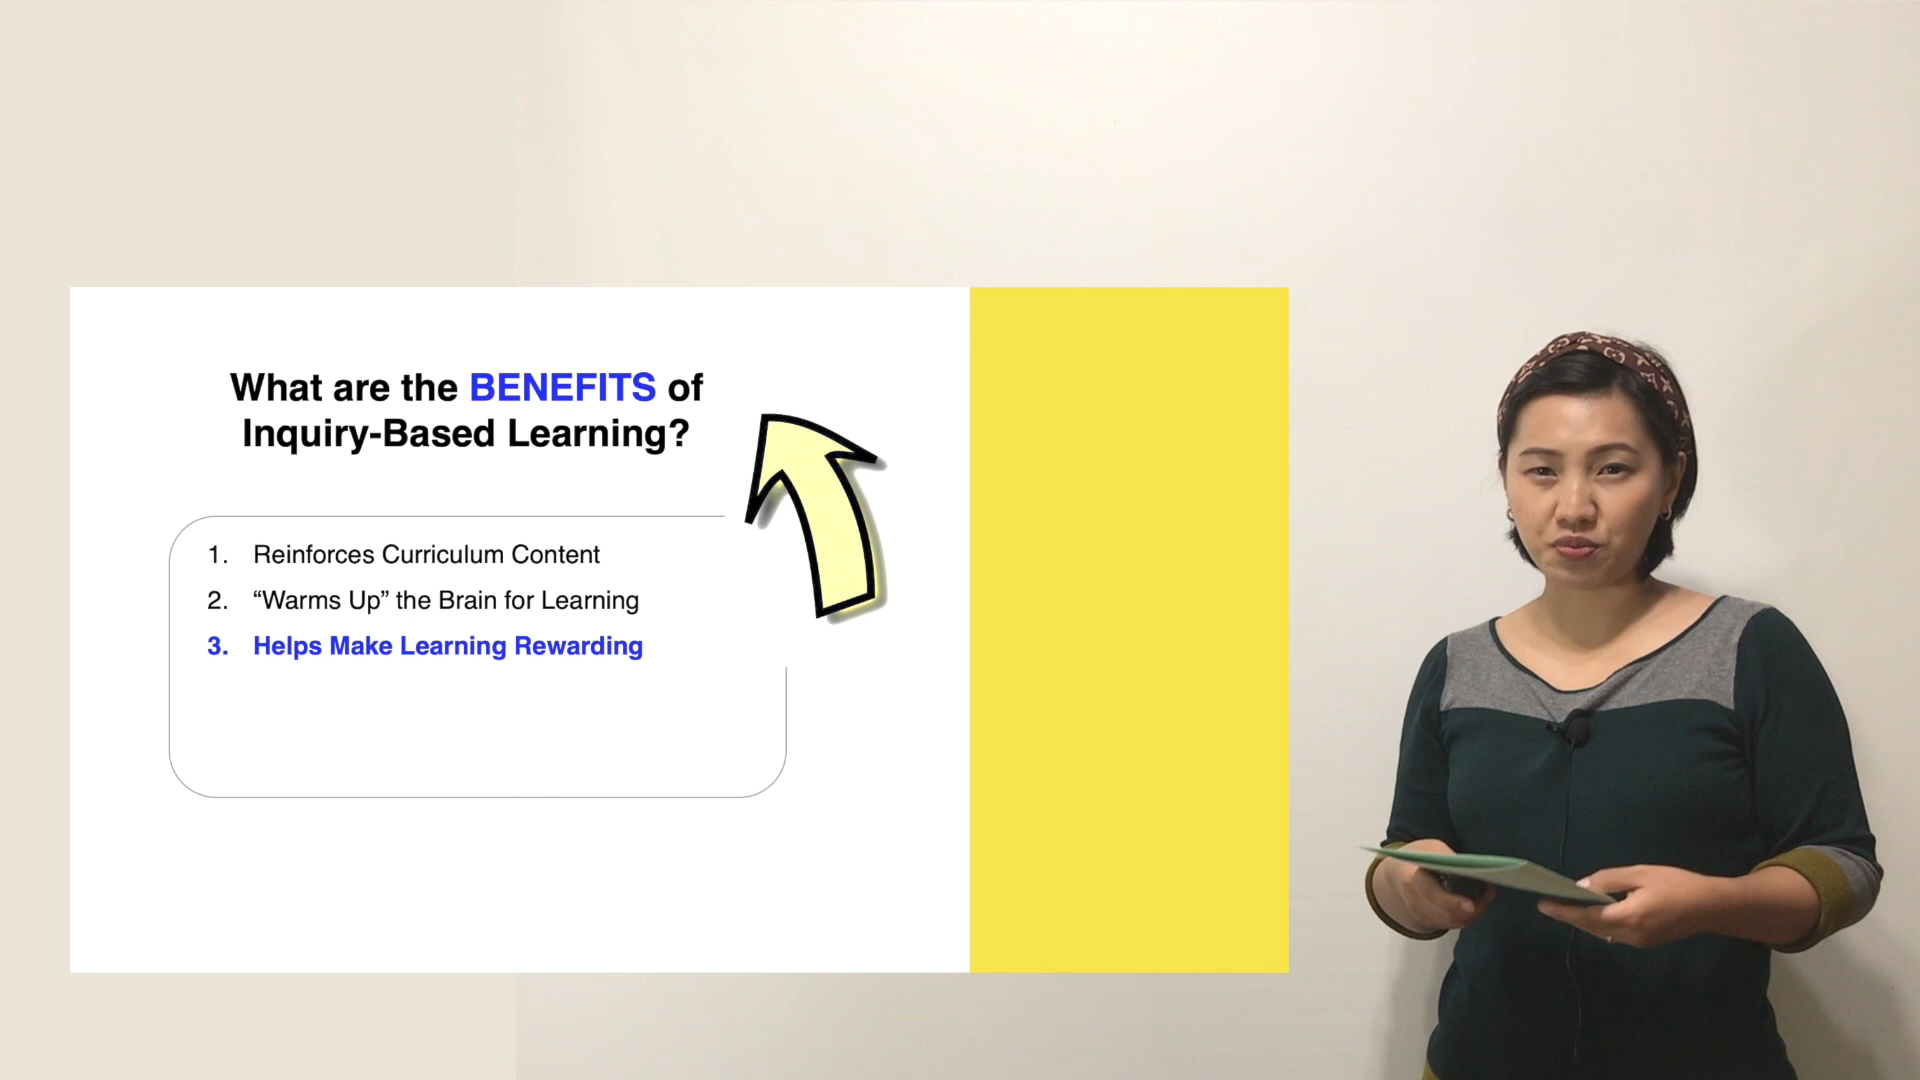 What are the BENEFITS of
Inquiry-Based Learning?
1. Reinforces Curriculum Content
2. “Warms Up” the Brain for Learning
3. Helps Make Learning Rewarding